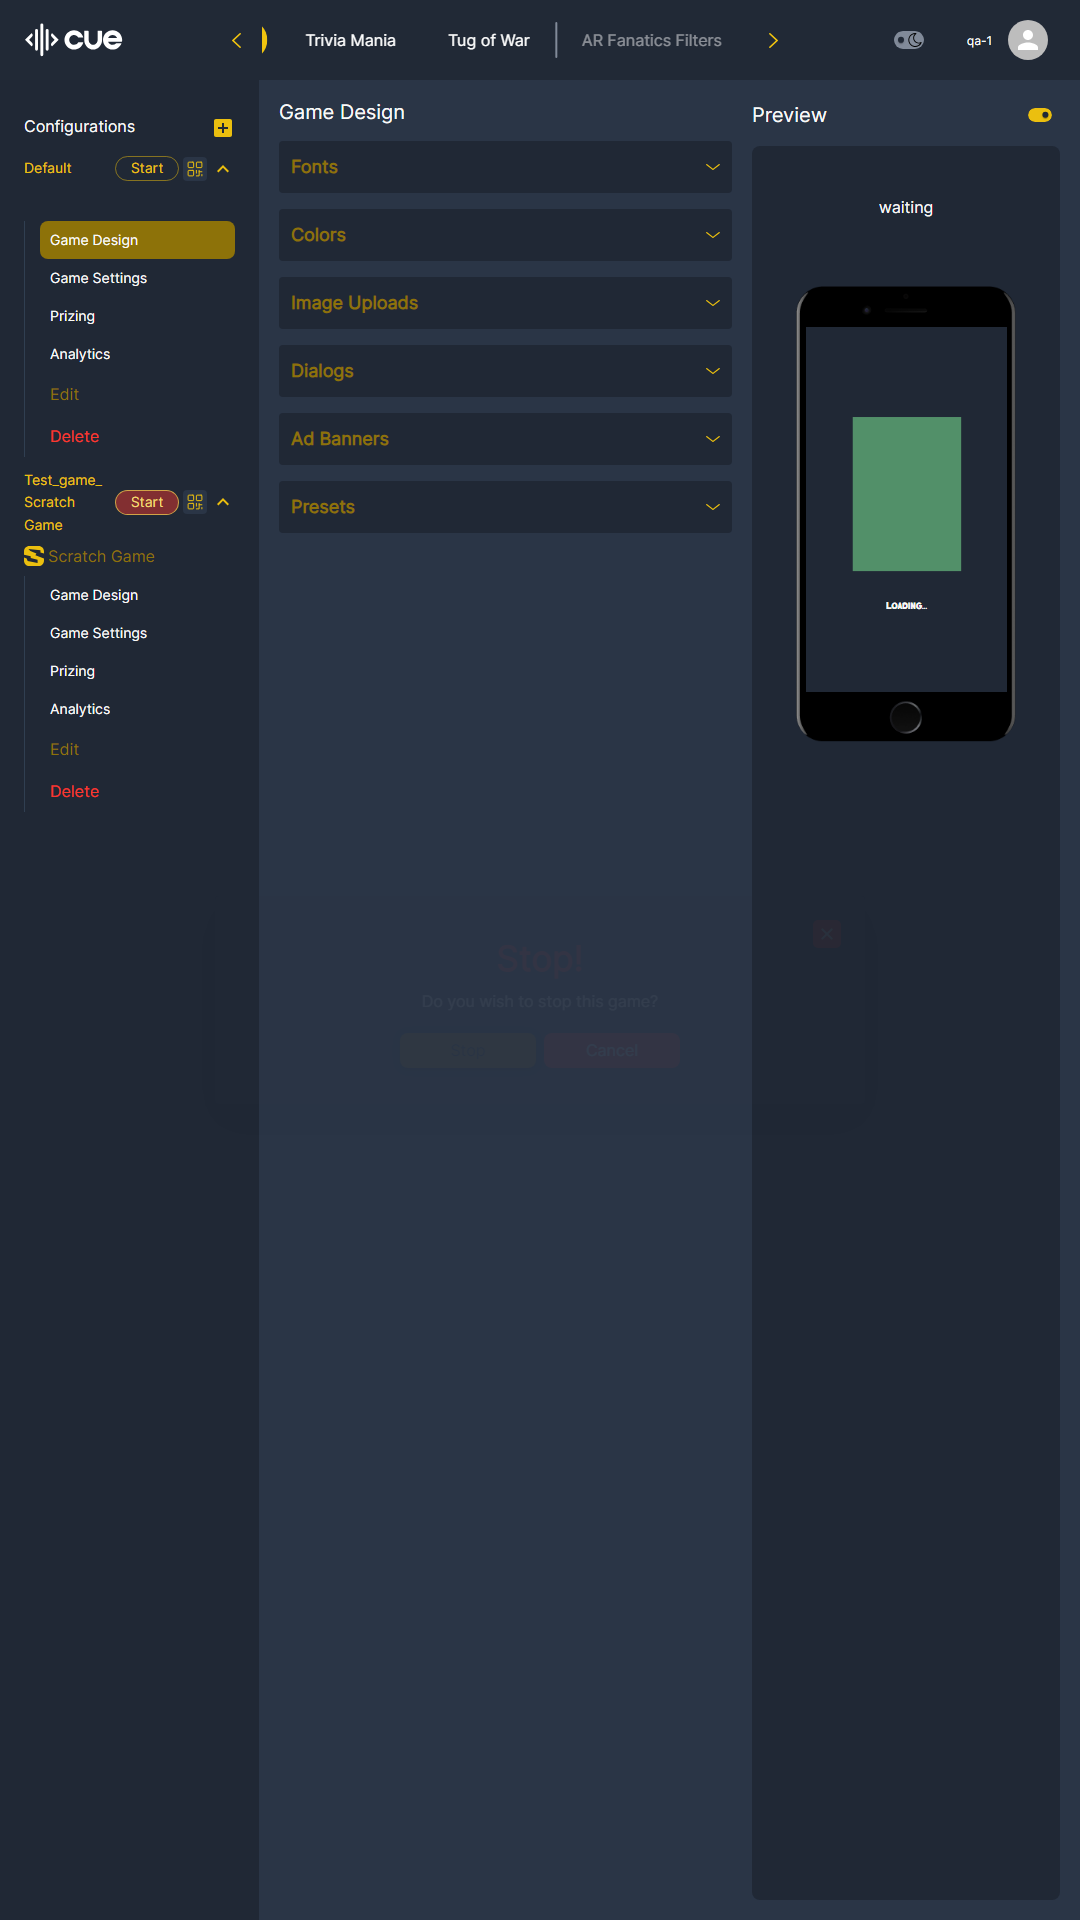 cue
Trivia Mania
Tug of War
AR Fanatics Filters
qa-1
Configurations
Default
Start
Game Design
Game Settings
Prizing
Analytics
Edit
Delete
Test_game_
Scratch
Game
Start
Scratch Game
Game Design
Game Settings
Prizing
Analytics
Edit
Delete
Game Design
Fonts
Colors
Image Uploads
Dialogs
Ad Banners
Presets
Preview
waiting
LOADING...
Stop!
Do you wish to stop this game?
Cancel